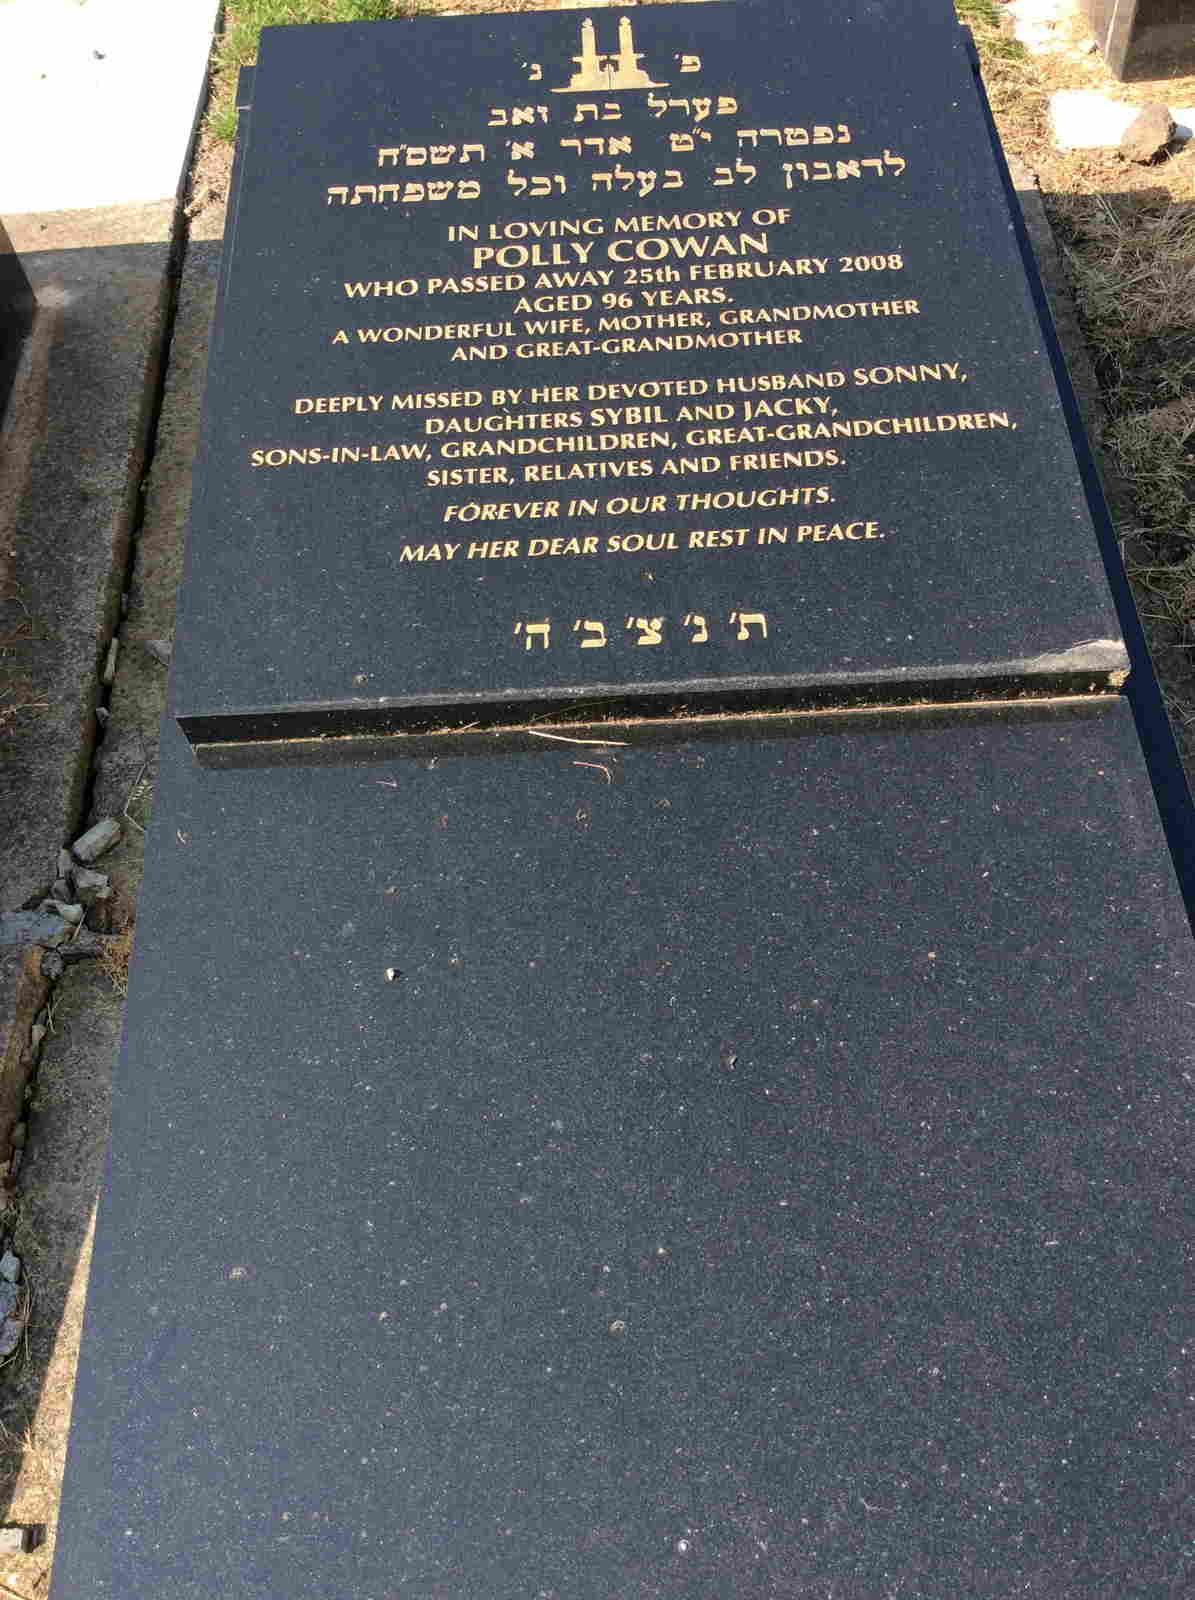 פ׳ נ׳
פערל בת זאב
נפטרה י״ט אדר א׳ תשס״ח
לדאבון לב בעלה וכל משפחתה
IN LOVING MEMORY OF
POLLY COWAN
WHO PASSED AWAY 25th FEBRUARY 2008
AGED 96 YEARS.
A WONDERFUL WIFE, MOTHER, GRANDMOTHER
AND GREAT-GRANDMOTHER
DEEPLY MISSED BY HER DEVOTED HUSBAND SONNY,
DAUGHTERS SYBIL AND JACKY,
SONS-IN-LAW, GRANDCHILDREN, GREAT-GRANDCHILDREN,
SISTER, RELATIVES AND FRIENDS.
FOREVER IN OUR THOUGHTS.
MAY HER DEAR SOUL REST IN PEACE.
ת׳ נ׳ צ׳ ב׳ ה׳